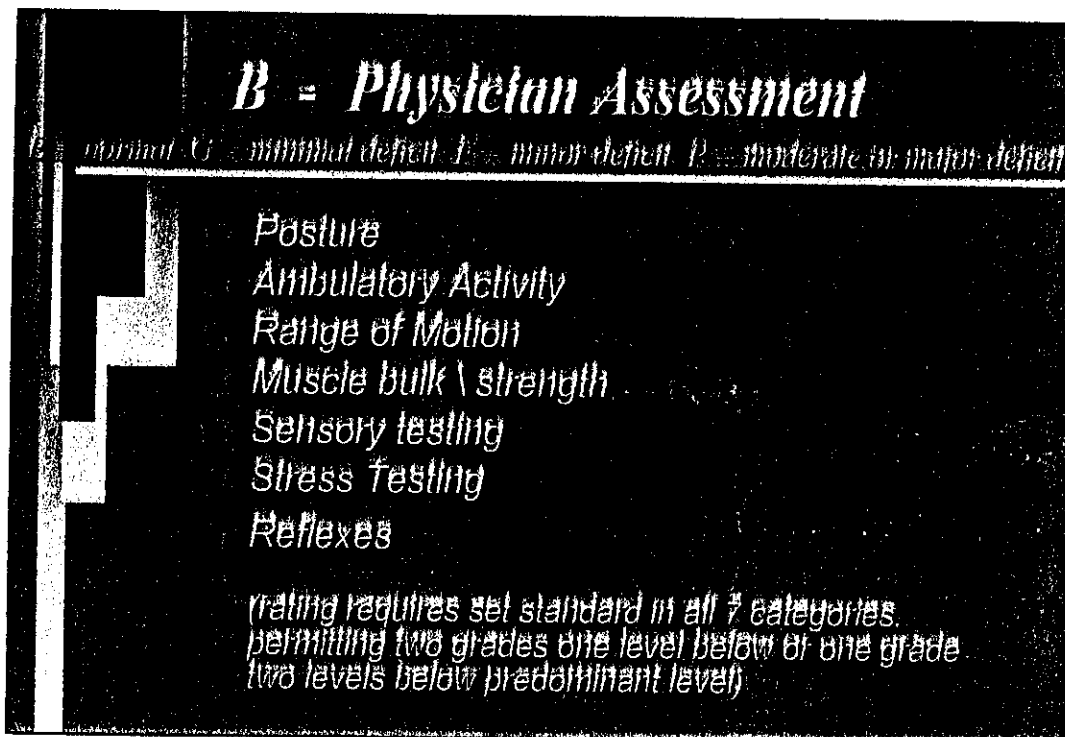 B = Physician Assessment
normal G = minimal deficit F = minor deficit P = moderate or major deficit
Posture
Ambulatory Activity
Range of Motion
Muscle bulk \ strength
Sensory testing
Stress Testing
Reflexes
(rating requires set standard in all 7 categories.
permitting two grades one level below or one grade
two levels below predominant level)